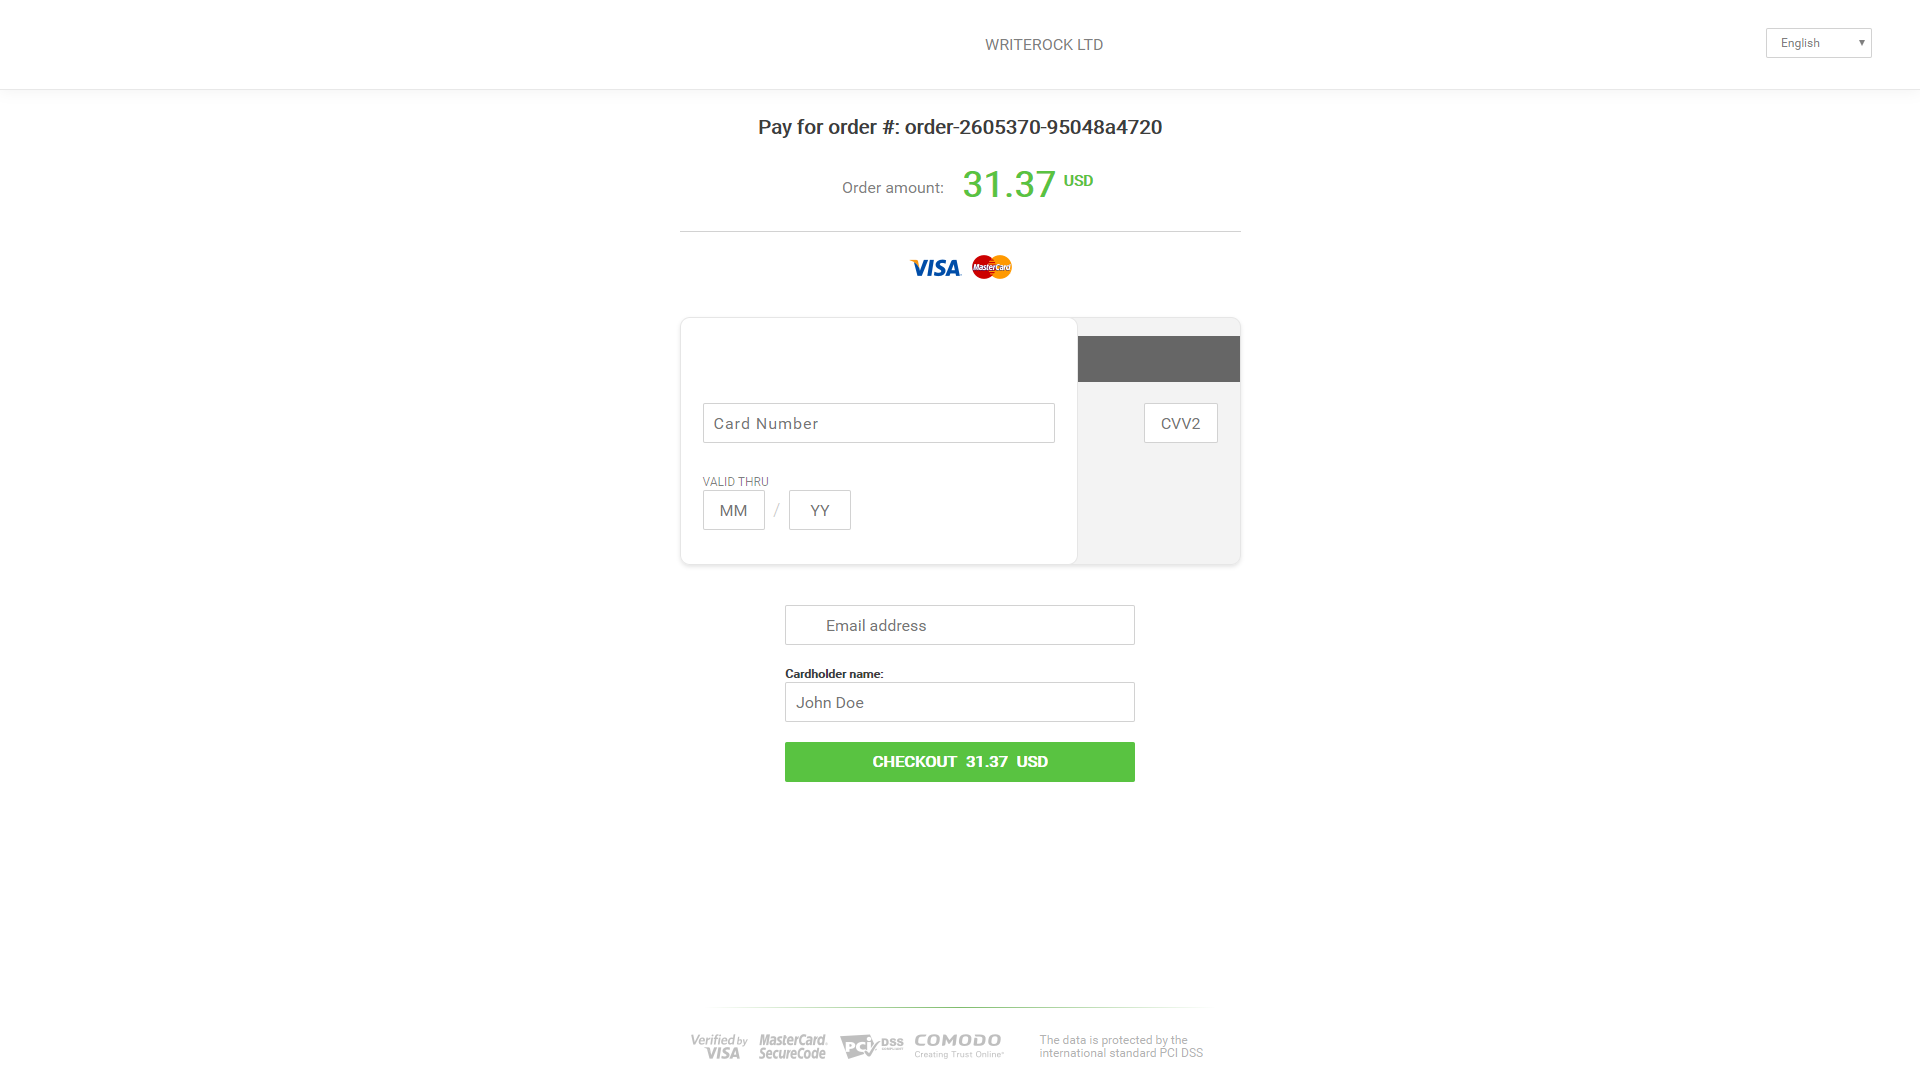 WRITEROCK LTD
English
Pay for order #: order-2605370-95048a4720
Order amount: 31.37 USD
VISA MasterCard
Card Number
CVV2
VALID THRU
MM / YY
Email address
Cardholder name:
John Doe
CHECKOUT 31.37 USD
Verified by VISA
MasterCard. SecureCode
PCI DSS
COMODO
Creating Trust Online
The data is protected by the
international standard PCI DSS